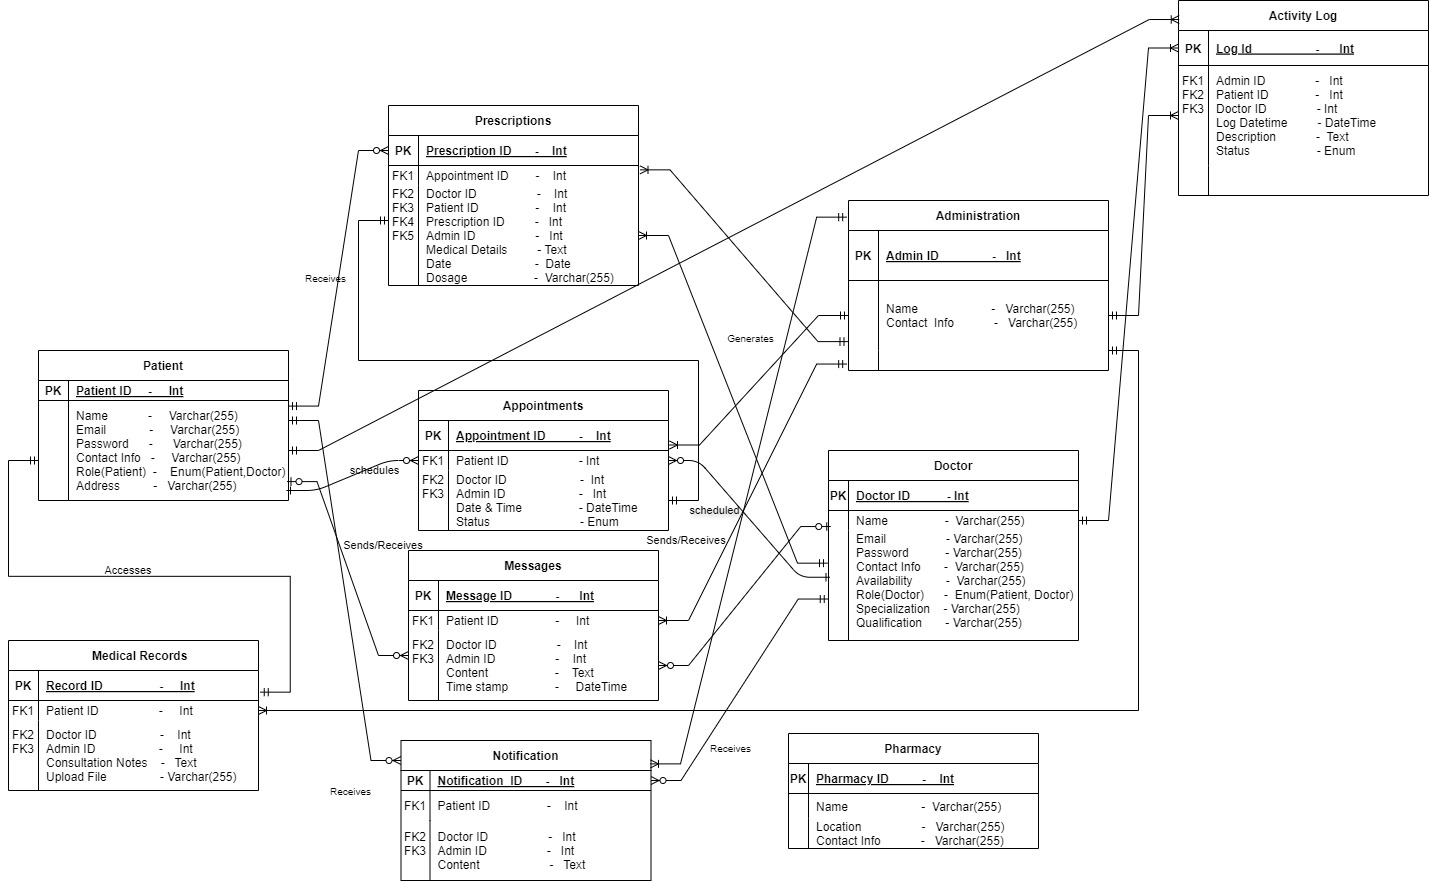 Activity Log
PK Log Id - Int
FK1 Admin ID - Int
FK2 Patient ID - Int
FK3 Doctor ID - Int
Log Datetime - DateTime
Description - Text
Status - Enum
Prescriptions
PK Prescription ID - Int
FK1 Appointment ID - Int
FK2 Doctor ID - Int
FK3 Patient ID - Int
FK4 Prescription ID - Int
FK5 Admin ID - Int
Medical Details - Text
Date - Date
Dosage - Varchar(255)
Administration
PK Admin ID - Int
Name - Varchar(255)
Contact Info - Varchar(255)
Receives
Generates
Patient
PK Patient ID - Int
Name - Varchar(255)
Email - Varchar(255)
Password - Varchar(255)
Contact Info - Varchar(255)
Role(Patient) - Enum(Patient,Doctor)
Address - Varchar(255)
schedules
Appointments
PK Appointment ID - Int
FK1 Patient ID - Int
FK2 Doctor ID - Int
FK3 Admin ID - Int
Date & Time - DateTime
Status - Enum
scheduled
Doctor
PK Doctor ID - Int
Name - Varchar(255)
Email - Varchar(255)
Password - Varchar(255)
Contact Info - Varchar(255)
Availability - Varchar(255)
Role(Doctor) - Enum(Patient, Doctor)
Specialization - Varchar(255)
Qualification - Varchar(255)
Sends/Receives
Sends/Receives
Accesses
Messages
PK Message ID - Int
FK1 Patient ID - Int
FK2 Doctor ID - Int
FK3 Admin ID - Int
Content - Text
Time stamp - DateTime
Medical Records
PK Record ID - Int
FK1 Patient ID - Int
FK2 Doctor ID - Int
FK3 Admin ID - Int
Consultation Notes - Text
Upload File - Varchar(255)
Receives
Notification
PK Notification ID - Int
FK1 Patient ID - Int
FK2 Doctor ID - Int
FK3 Admin ID - Int
Content - Text
Receives
Pharmacy
PK Pharmacy ID - Int
Name - Varchar(255)
Location - Varchar(255)
Contact Info - Varchar(255)